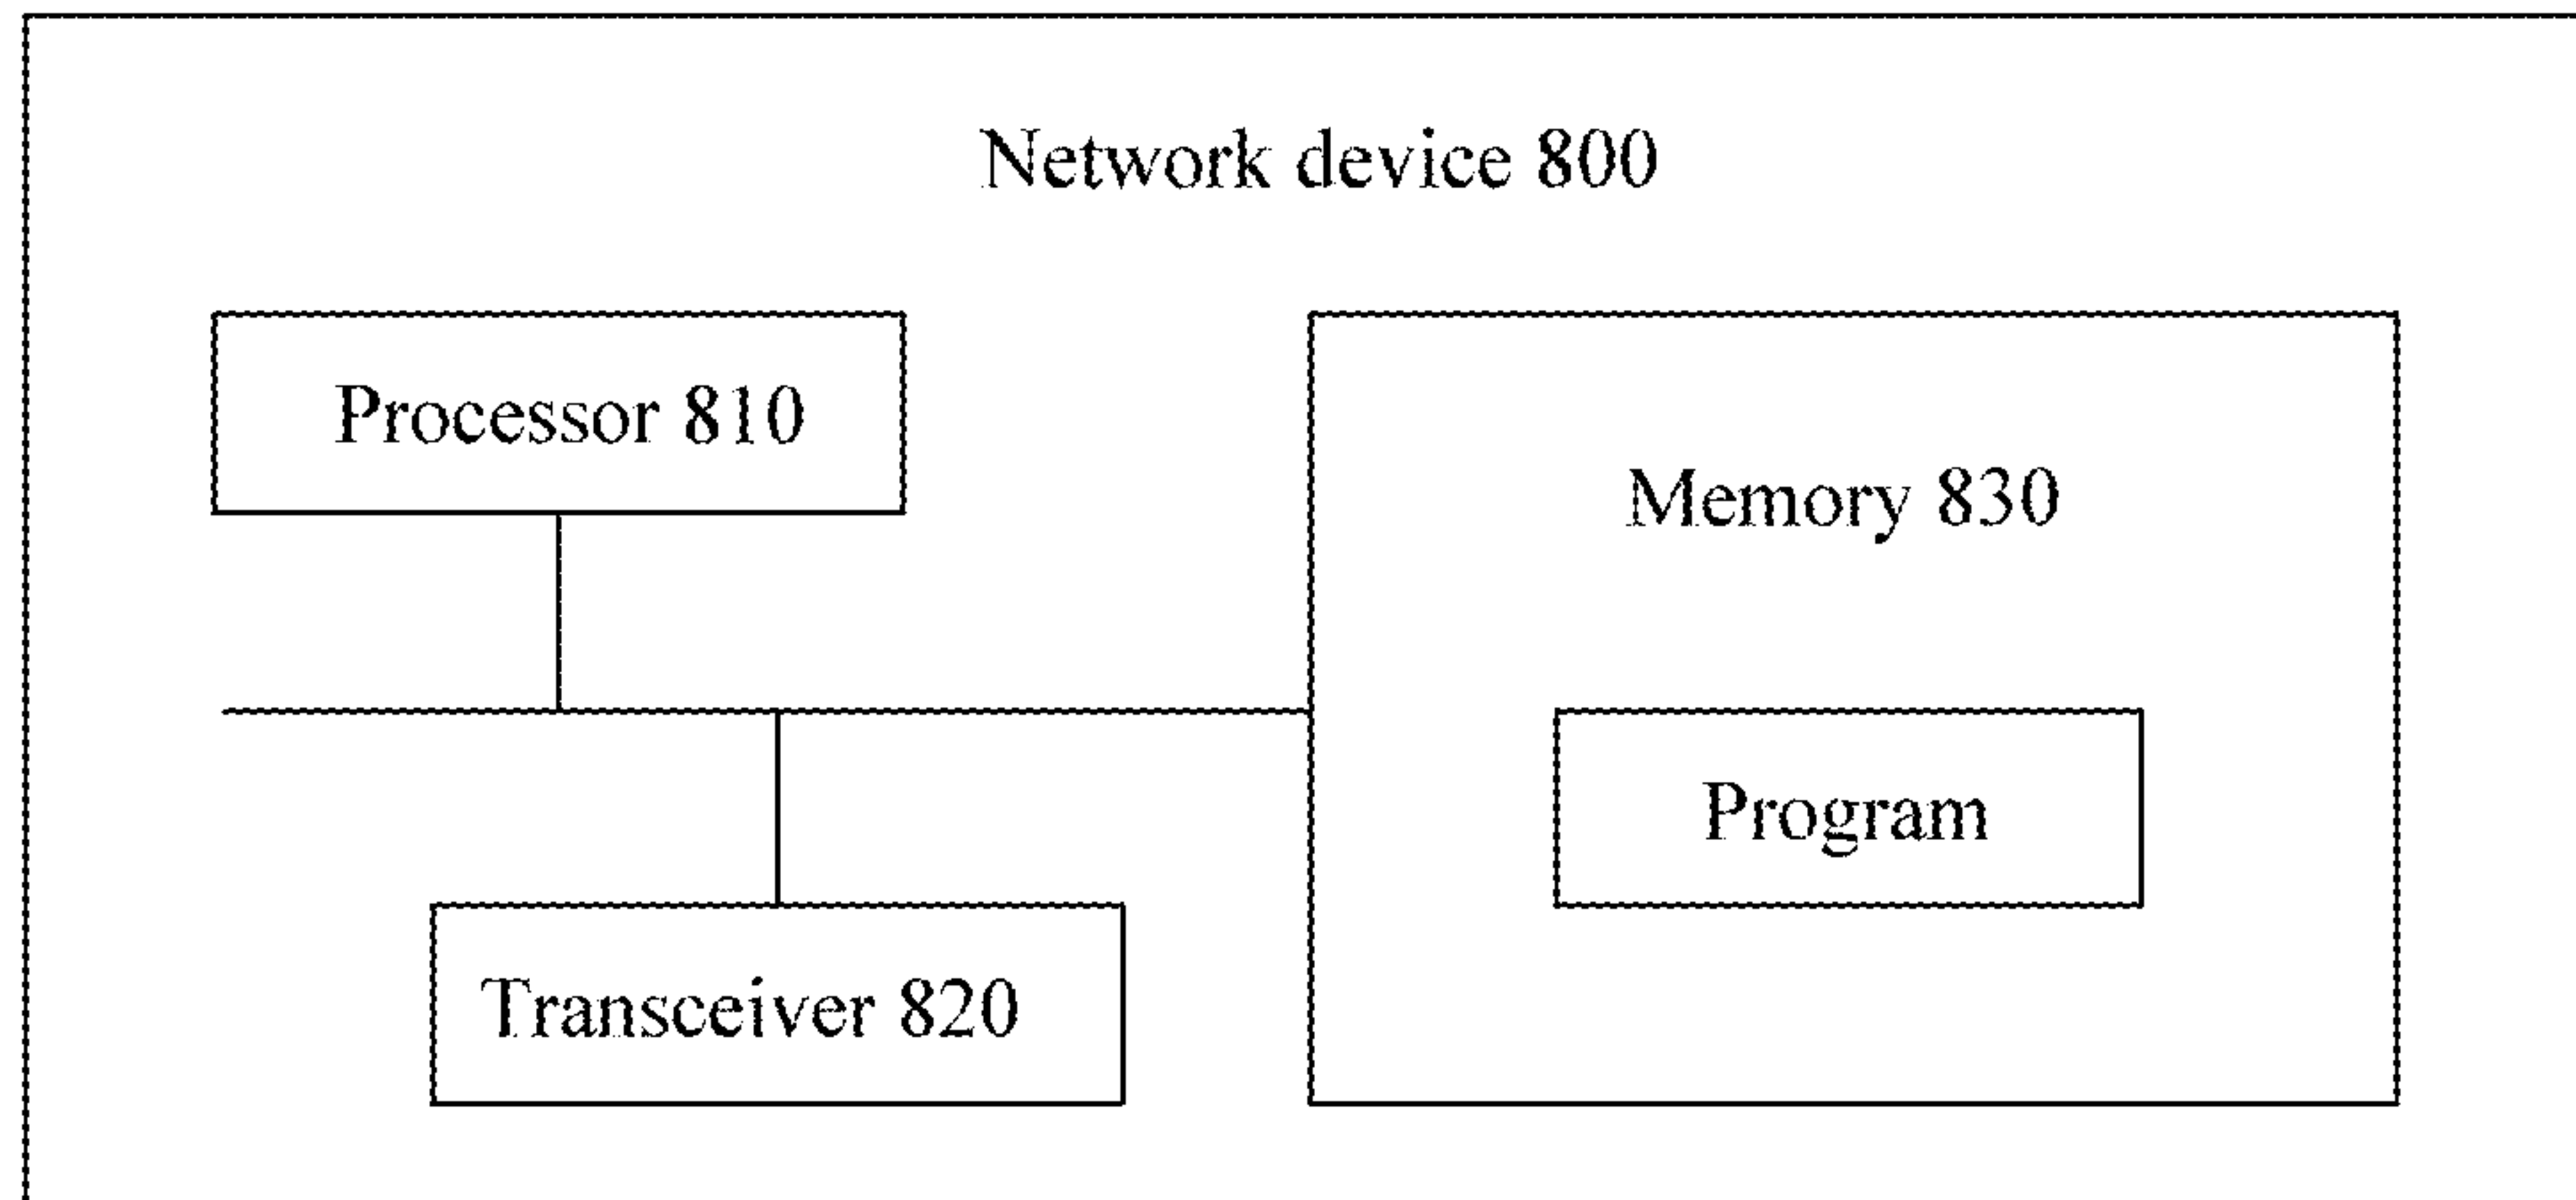 Network device 800
Processor 810
Memory 830
Program
Transceiver 820